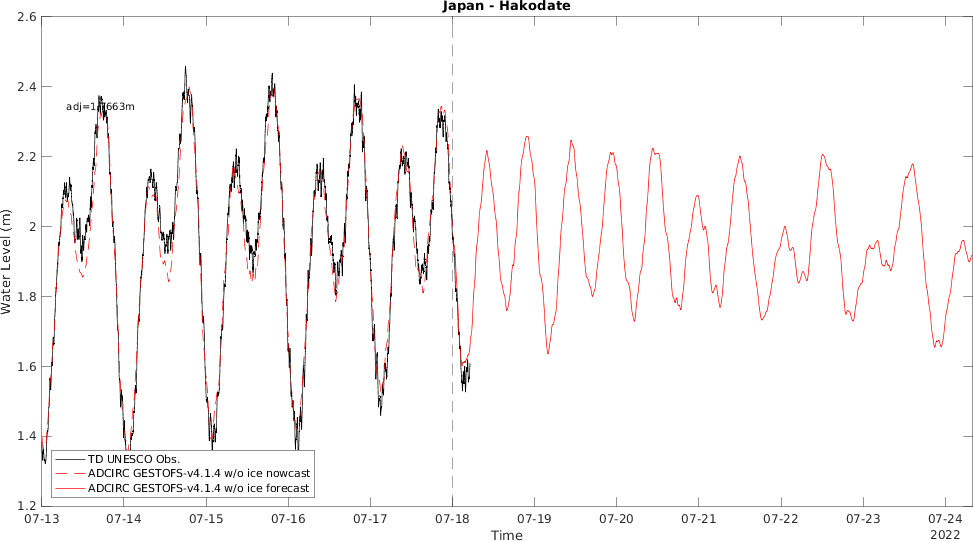 Japan - Hakodate
2.6
2.4
2.2
2
1.8
1.6
1.4
1.2
Water Level (m)
TD UNESCO Obs.
ADCIRC GESTOFS-v4.1.4 w/o ice nowcast
ADCIRC GESTOFS-v4.1.4 w/o ice forecast
07-13 07-14 07-15 07-16 07-17 07-18 07-19 07-20 07-21 07-22 07-23 07-24
Time
2022